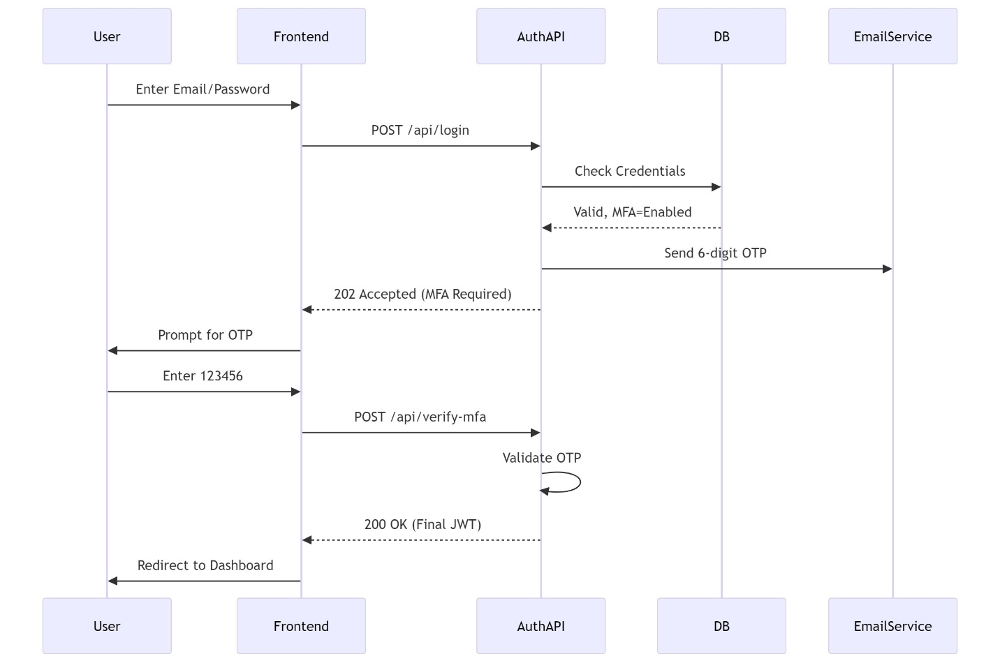 User
Frontend
AuthAPI
DB
EmailService
Enter Email/Password
POST /api/login
Check Credentials
Valid, MFA=Enabled
Send 6-digit OTP
202 Accepted (MFA Required)
Prompt for OTP
Enter 123456
POST /api/verify-mfa
Validate OTP
200 OK (Final JWT)
Redirect to Dashboard
User
Frontend
AuthAPI
DB
EmailService